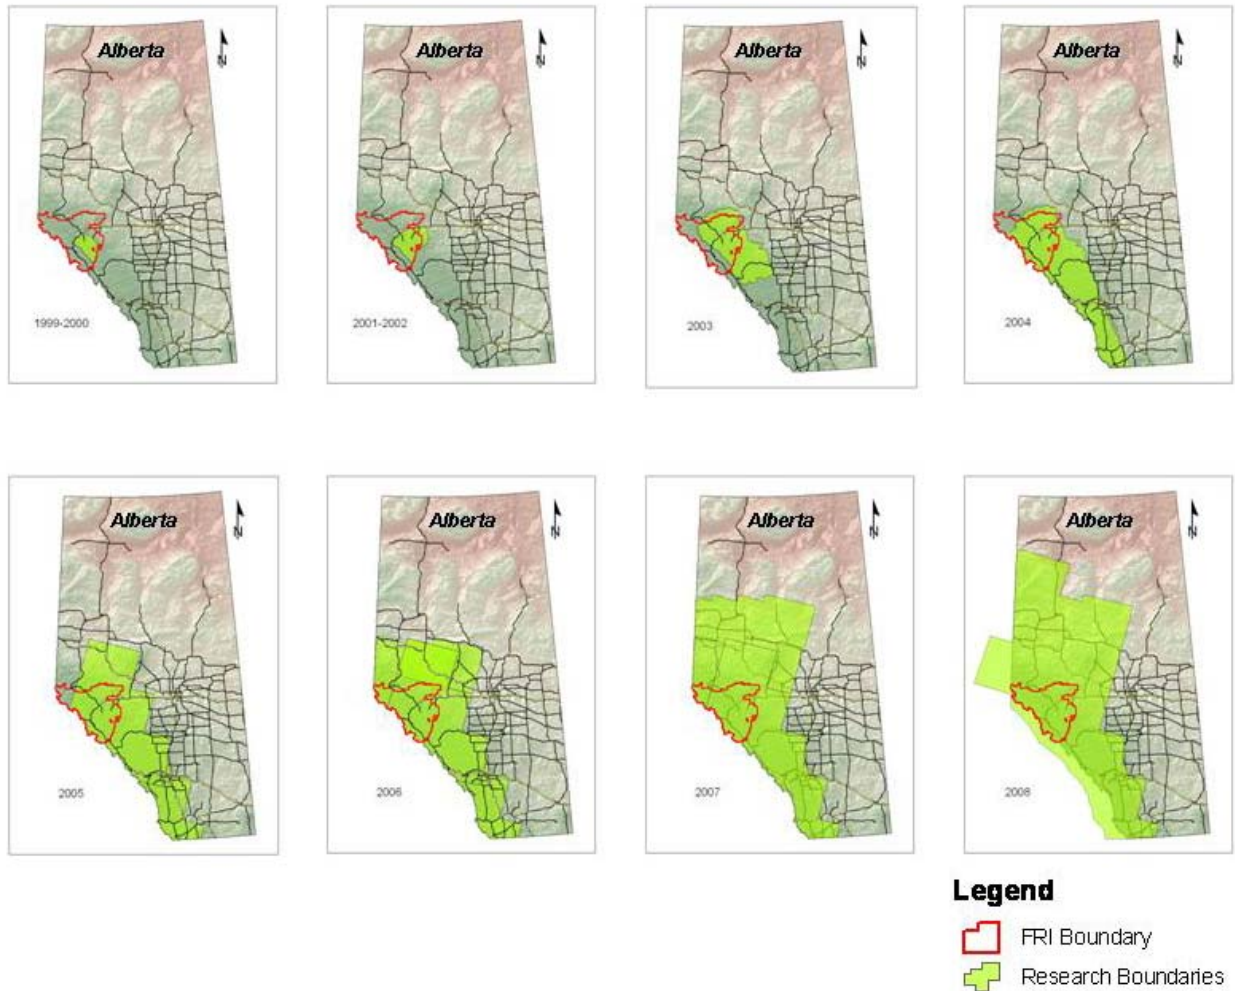 Alberta
N
1999-2000
Alberta
N
2001-2002
Alberta
N
2003
Alberta
N
2004
Alberta
N
2005
Alberta
N
2006
Alberta
N
2007
Alberta
N
2008
Legend
FRI Boundary
Research Boundaries